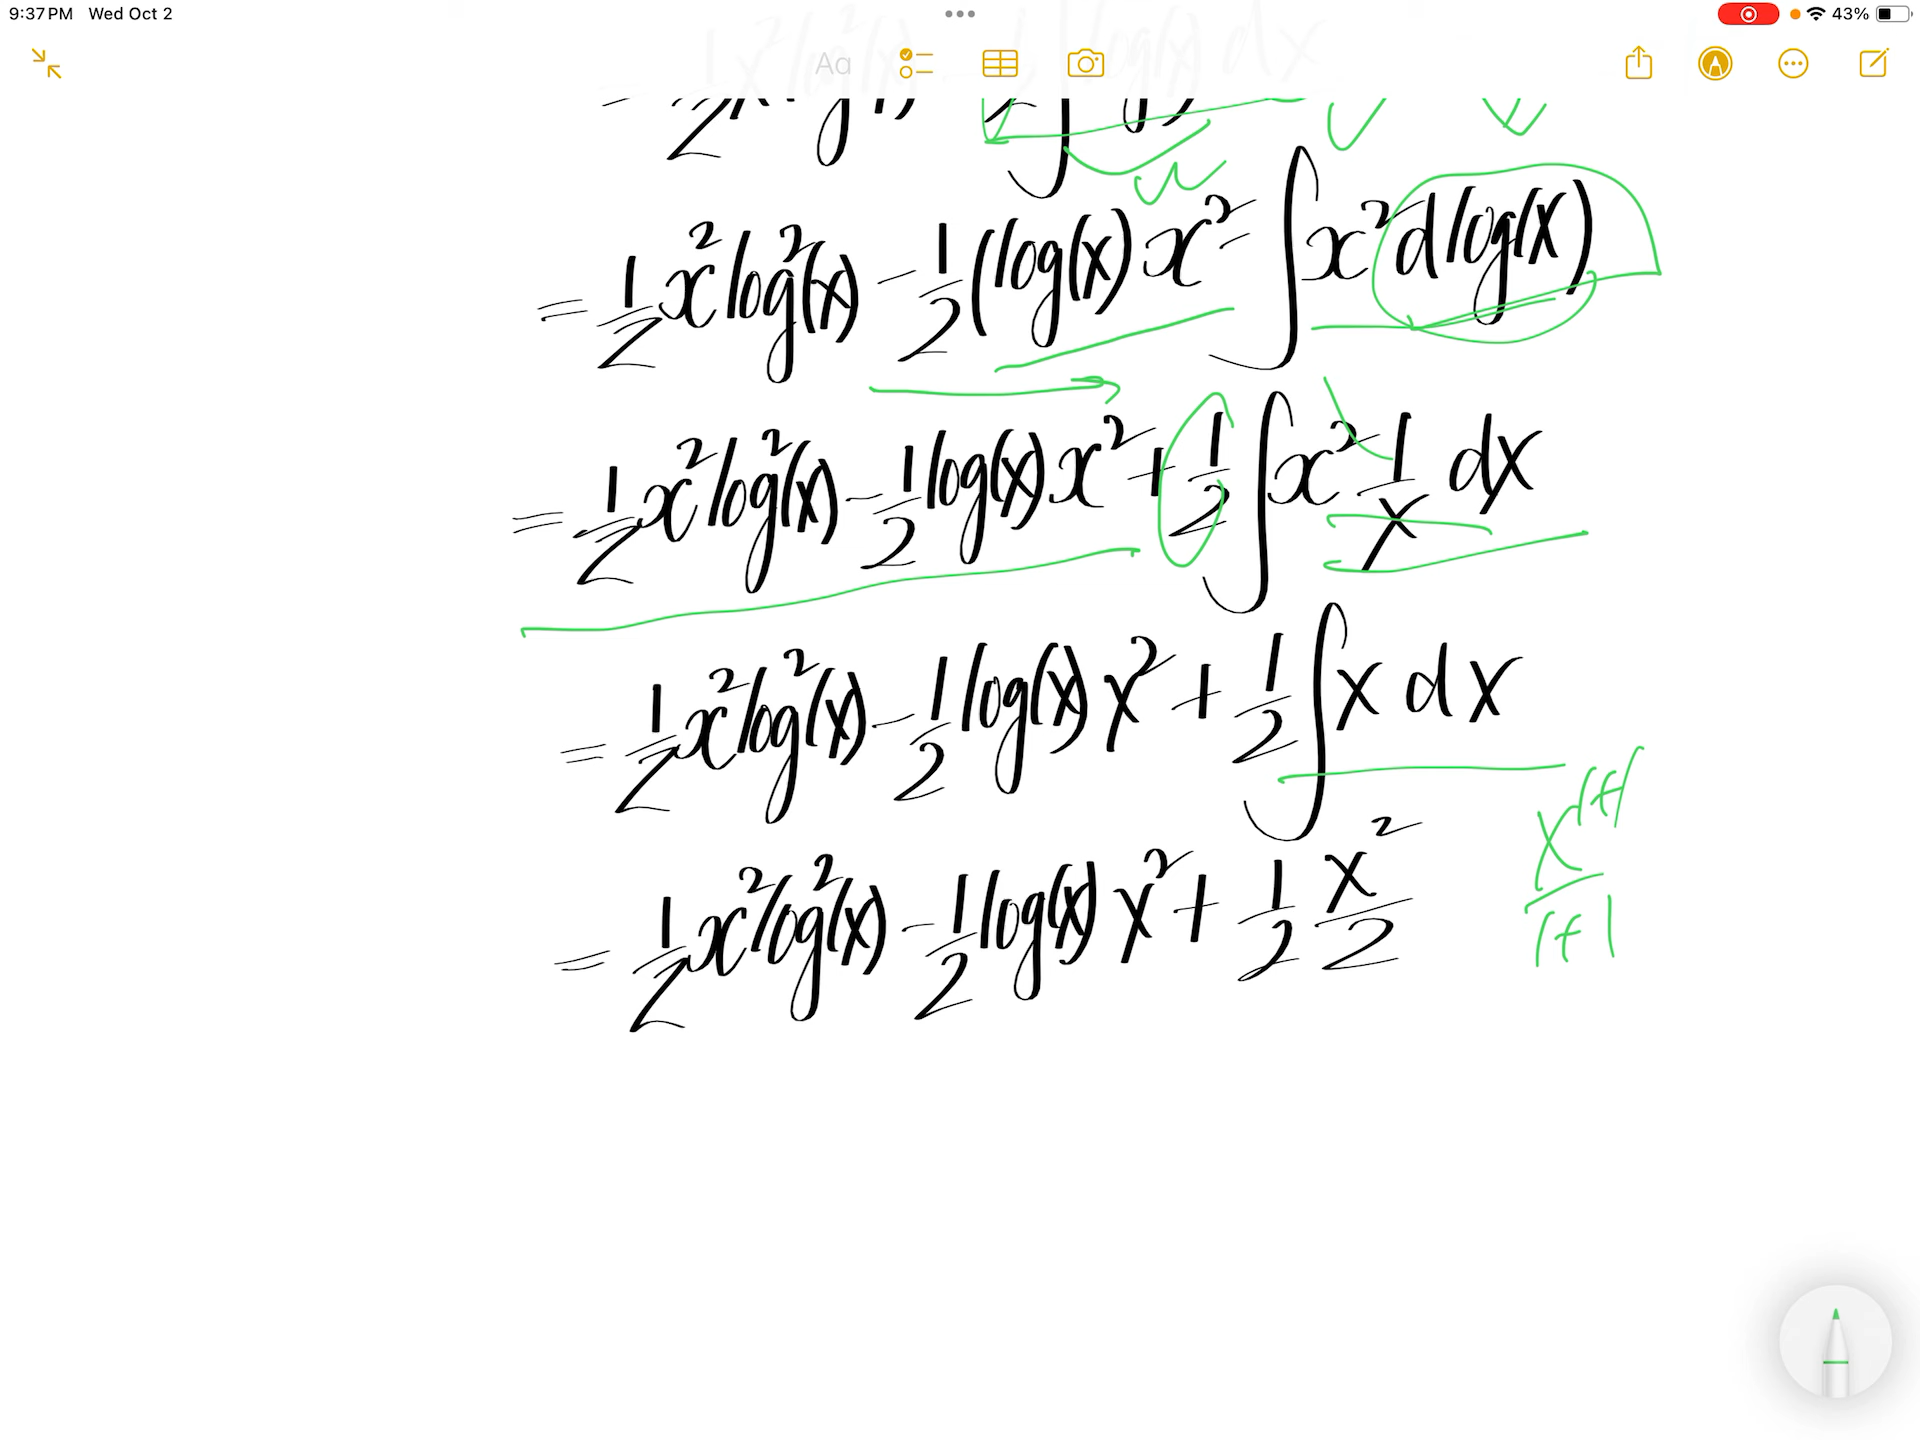 9:37 PM Wed Oct 2 43%
Aa
= 1/2 x² log²(x) - 1/2 (log(x) x² - ∫ x² d log(x))
= 1/2 x² log²(x) - 1/2 log(x) x² + 1/2 ∫ x² 1/x dx
= 1/2 x² log²(x) - 1/2 log(x) x² + 1/2 ∫ x dx
x^(1+1)/(1+1)
= 1/2 x² log²(x) - 1/2 log(x) x² + 1/2 x²/2